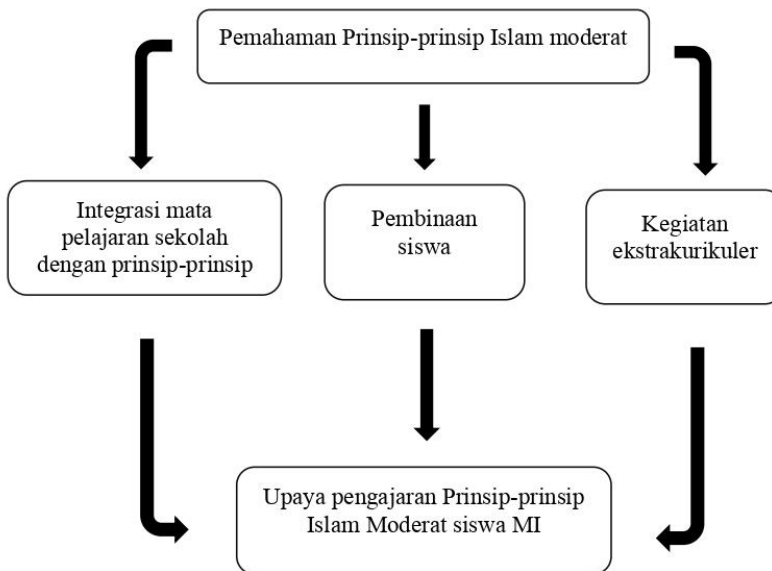 Pemahaman Prinsip-prinsip Islam moderat
Integrasi mata
pelajaran sekolah
dengan prinsip-prinsip
Pembinaan
siswa
Kegiatan
ekstrakurikuler
Upaya pengajaran Prinsip-prinsip
Islam Moderat siswa MI